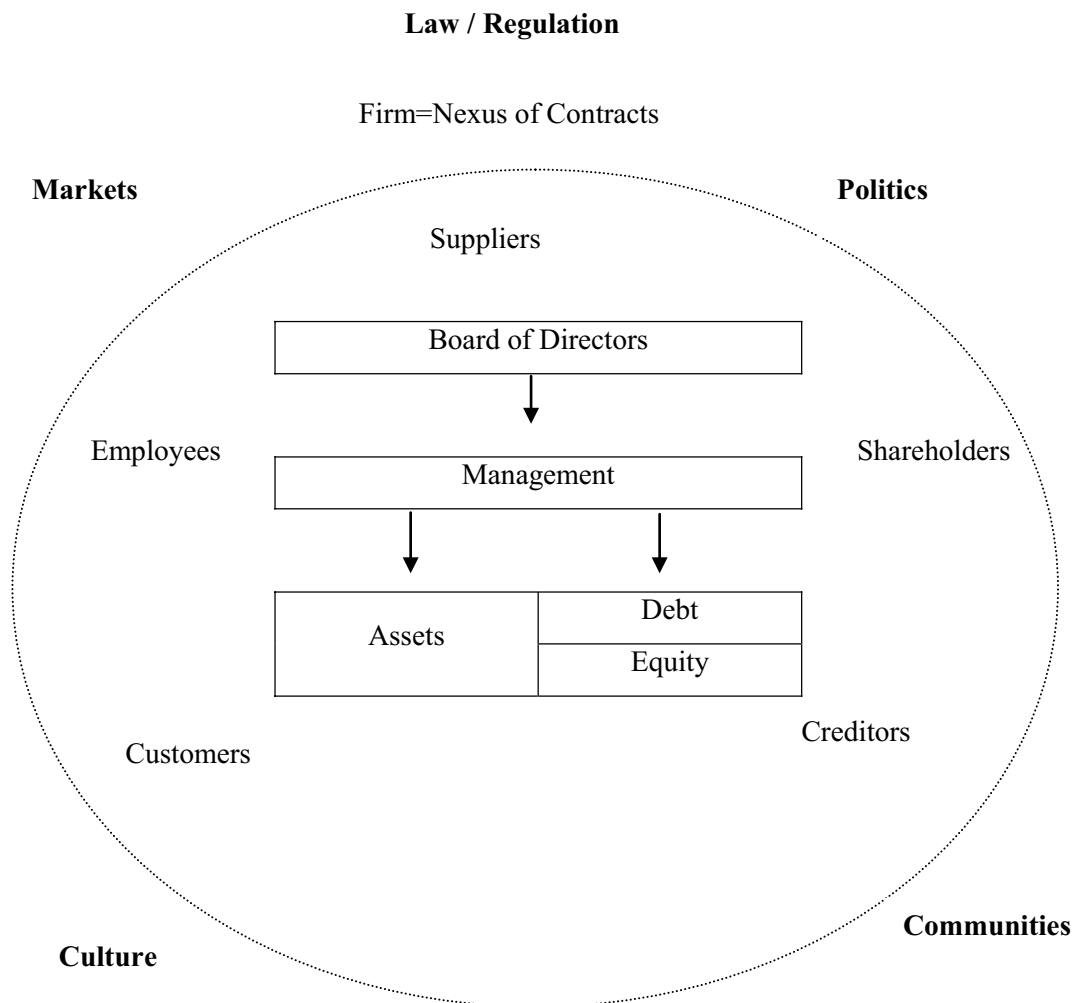 Law / Regulation
Firm=Nexus of Contracts
Markets
Politics
Suppliers
Board of Directors
Employees
Shareholders
Management
Assets
Debt
Equity
Customers
Creditors
Culture
Communities